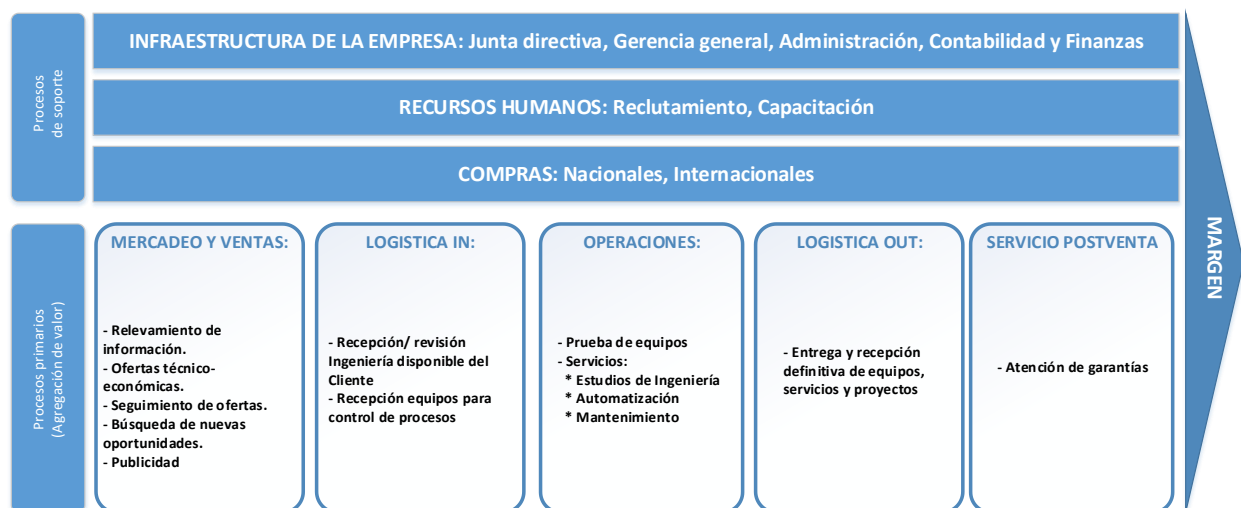 Procesos
de soporte
INFRAESTRUCTURA DE LA EMPRESA: Junta directiva, Gerencia general, Administración, Contabilidad y Finanzas
RECURSOS HUMANOS: Reclutamiento, Capacitación
COMPRAS: Nacionales, Internacionales
Procesos primarios
(Agregación de valor)
MERCADEO Y VENTAS:
- Relevamiento de
información.
- Ofertas técnico-
económicas.
- Seguimiento de ofertas.
- Búsqueda de nuevas
oportunidades.
- Publicidad
LOGISTICA IN:
- Recepción/ revisión
Ingeniería disponible del
Cliente
- Recepción equipos para
control de procesos
OPERACIONES:
- Prueba de equipos
- Servicios:
* Estudios de Ingeniería
* Automatización
* Mantenimiento
LOGISTICA OUT:
- Entrega y recepción
definitiva de equipos,
servicios y proyectos
SERVICIO POSTVENTA
- Atención de garantías
MARGEN